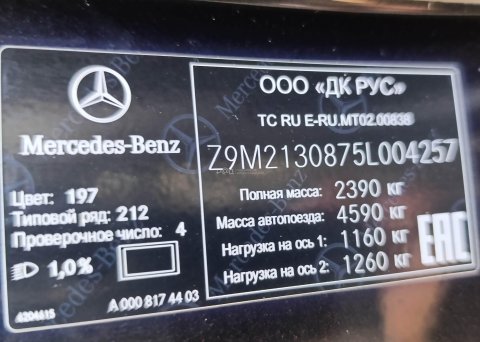 Mercedes-Benz
Цвет: 197
Типовой ряд: 212
Проверочное число: 4
1,0%
A 000 817 44 03
6204615
ООО «ДК РУС»
TC RU E-RU.MT02.00838
Z9M2130875L004257
Полная масса: 2390 кг
Масса автопоезда: 4590 кг
Нагрузка на ось 1: 1160 кг
Нагрузка на ось 2: 1260 кг
EAC